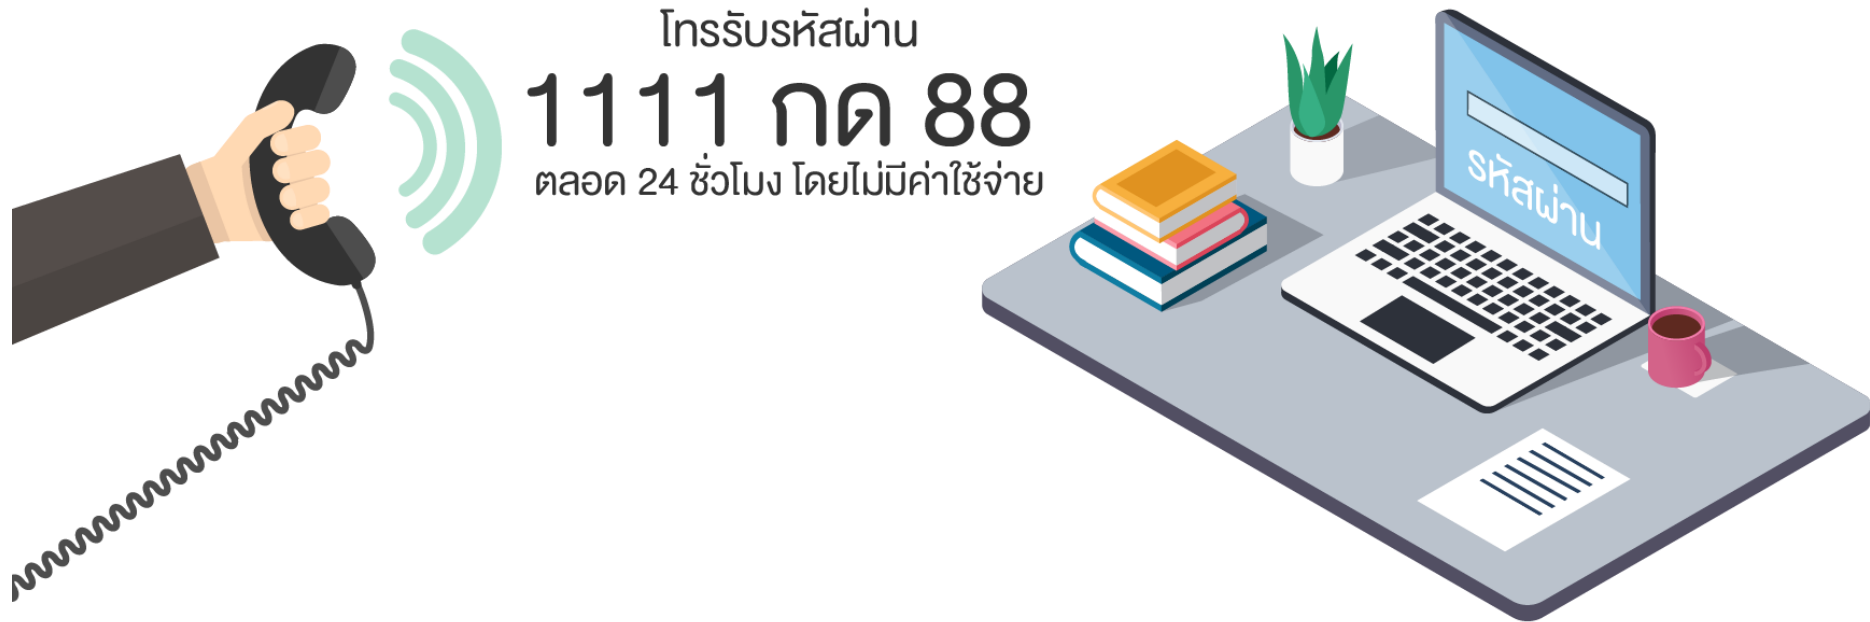 โทรรับรหัสผ่าน
1111 กด 88
ตลอด 24 ชั่วโมง โดยไม่มีค่าใช้จ่าย
รหัสผ่าน